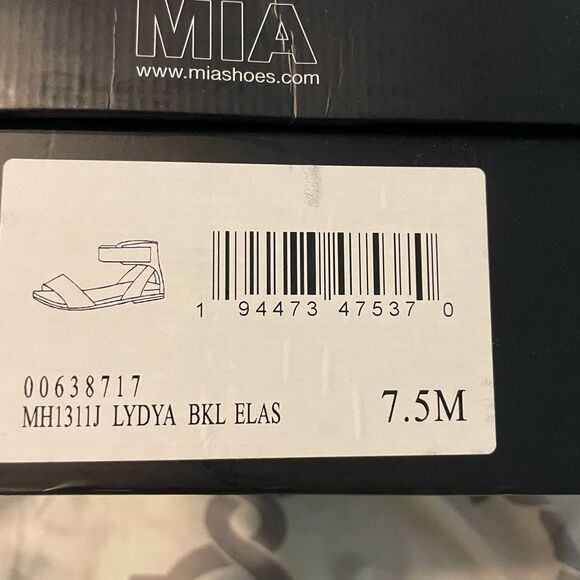 MIA
www.miashoes.com
1 94473 47537 0
00638717
MH1311J LYDYA BKL ELAS 7.5M